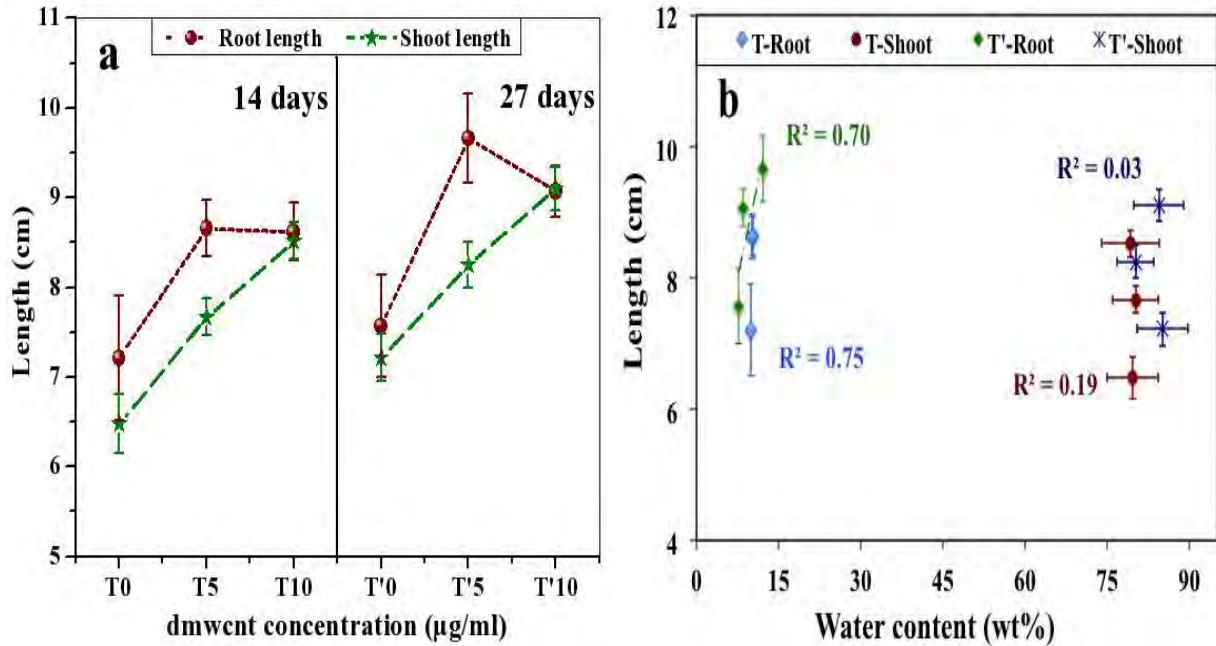 Root length Shoot length
a
14 days 27 days
11
10
9
8
7
6
5
Length (cm)
T0 T5 T10 T'0 T'5 T'10
dmwcnt concentration (µg/ml)
T-Root T-Shoot T'-Root T'-Shoot
b
R² = 0.70
R² = 0.03
R² = 0.75
R² = 0.19
12
10
8
6
4
Length (cm)
0 15 30 45 60 75 90
Water content (wt%)